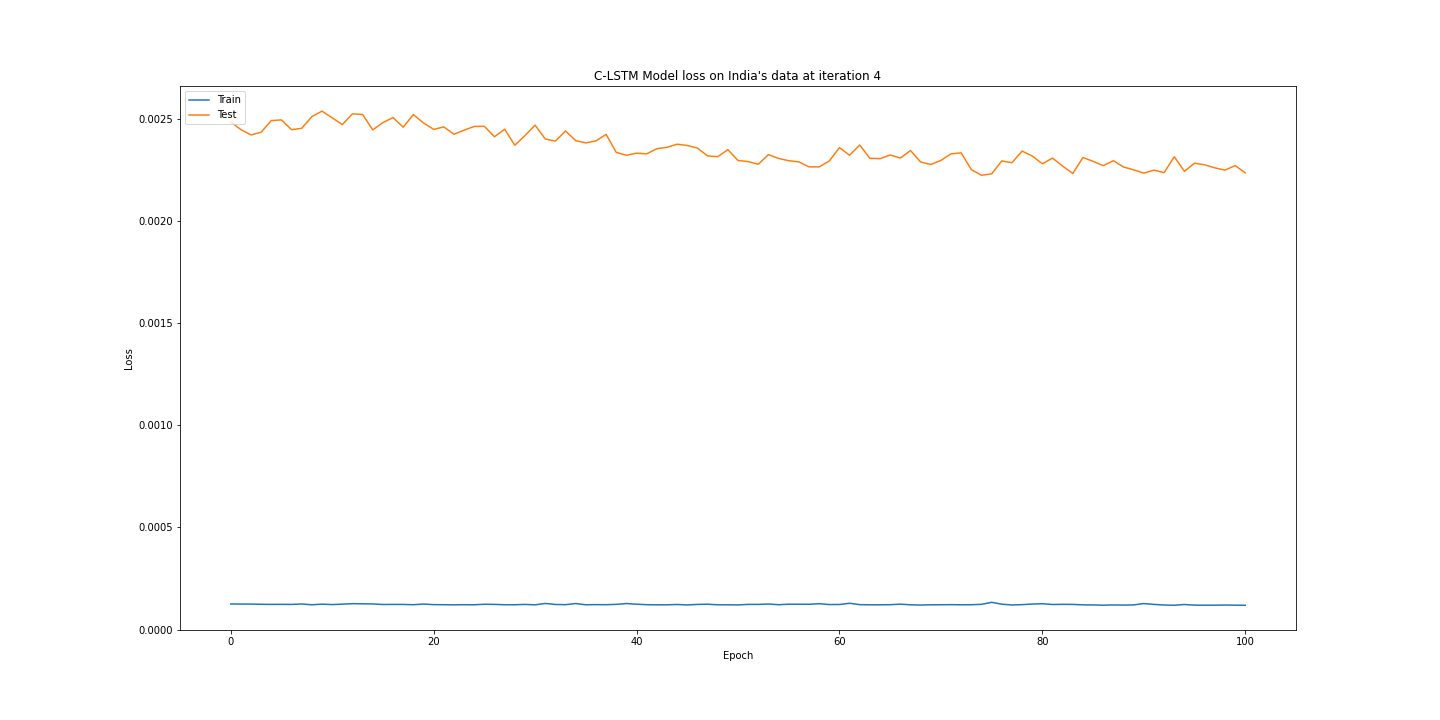 C-LSTM Model loss on India's data at iteration 4
Train
Test
0.0025
0.0020
0.0015
0.0010
0.0005
0.0000
Loss
0 20 40 60 80 100
Epoch